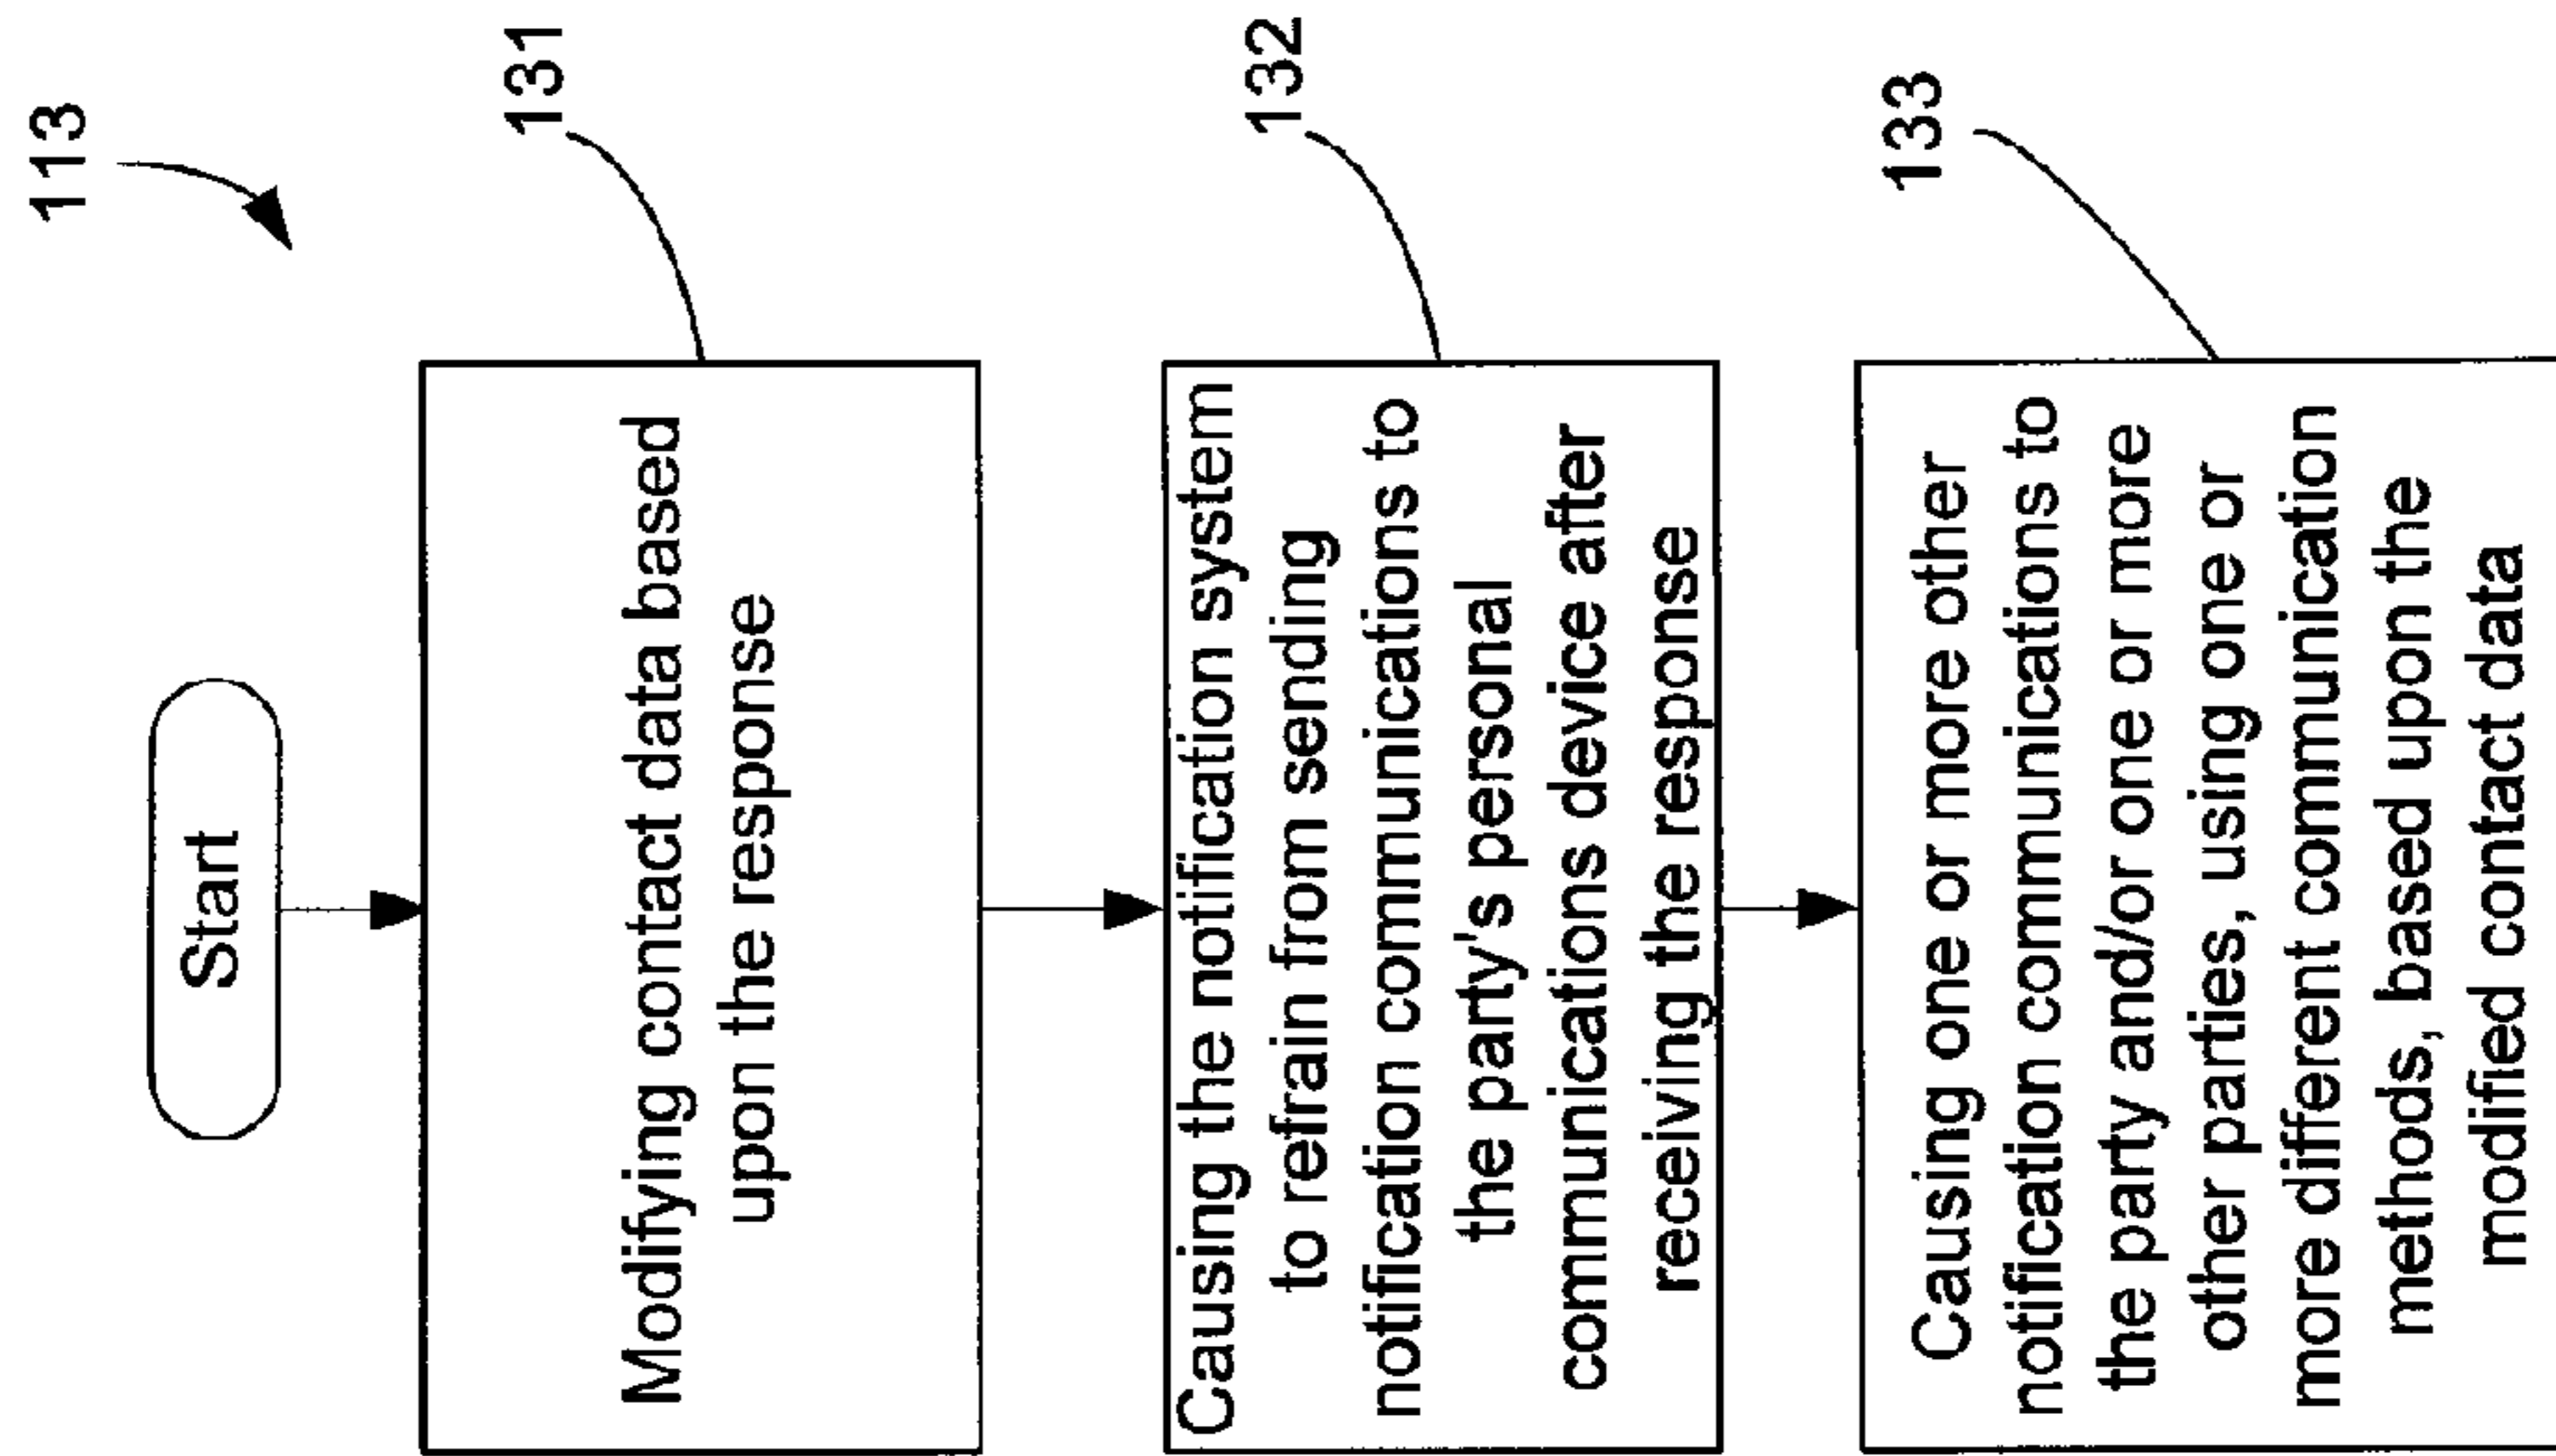 113
Start
131
Modifying contact data based
upon the response
132
Causing the notification system
to refrain from sending
notification communications to
the party's personal
communications device after
receiving the response
133
Causing one or more other
notification communications to
the party and/or one or more
other parties, using one or
more different communication
methods, based upon the
modified contact data